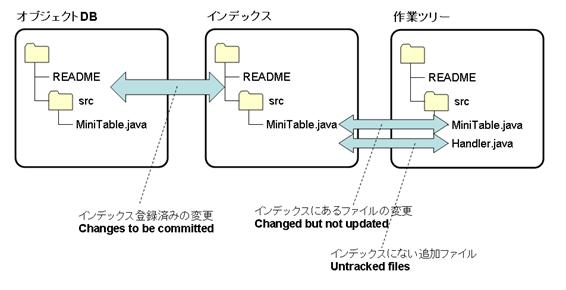 オブジェクトDB
インデックス
作業ツリー
README
src
MiniTable.java
README
src
MiniTable.java
README
src
MiniTable.java
Handler.java
インデックス登録済みの変更
Changes to be committed
インデックスにあるファイルの変更
Changed but not updated
インデックスにない追加ファイル
Untracked files